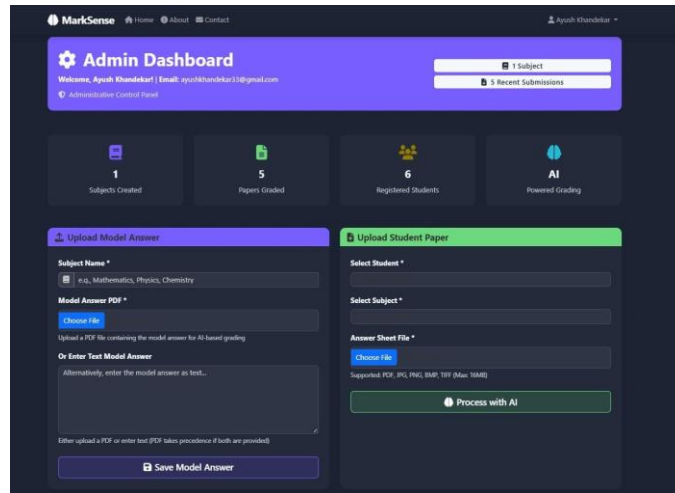 MarkSense Home About Contact Ayush Khandekar
Admin Dashboard
Welcome, Ayush Khandekar! | Email: ayushkhandekar33@gmail.com
Administrative Control Panel
1 Subject
5 Recent Submissions
1
Subjects Created
5
Papers Graded
6
Registered Students
AI
Powered Grading
Upload Model Answer
Subject Name *
e.g., Mathematics, Physics, Chemistry
Model Answer PDF *
Choose File
Upload a PDF file containing the model answer for AI-based grading
Or Enter Text Model Answer
Alternatively, enter the model answer as text...
Either upload a PDF or enter text (PDF takes precedence if both are provided)
Save Model Answer
Upload Student Paper
Select Student *
Select Subject *
Answer Sheet File *
Choose File
Supported: PDF, JPG, PNG, BMP, TIFF (Max: 16MB)
Process with AI